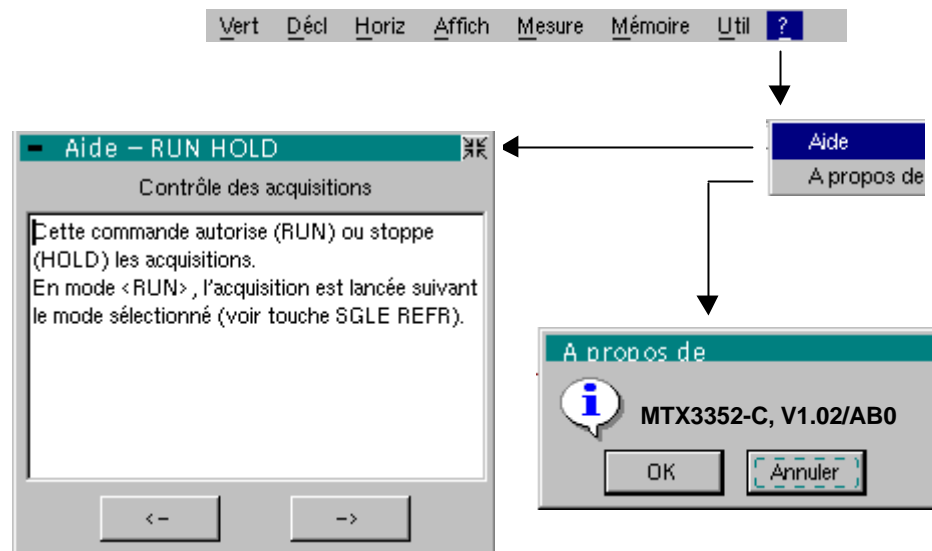 Vert Décl Horiz Affich Mesure Mémoire Util ?
Aide
A propos de
Aide – RUN HOLD
Contrôle des acquisitions
Cette commande autorise (RUN) ou stoppe
(HOLD) les acquisitions.
En mode <RUN>, l'acquisition est lancée suivant
le mode sélectionné (voir touche SGLE REFR).
<– –>
A propos de
MTX3352-C, V1.02/AB0
OK Annuler